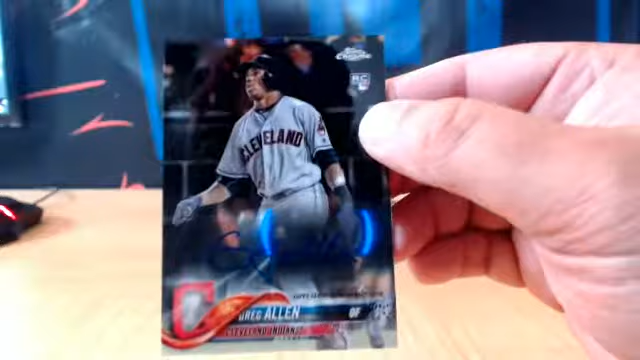 CHROME
RC
CLEVELAND
GREG ALLEN OF
CLEVELAND INDIANS